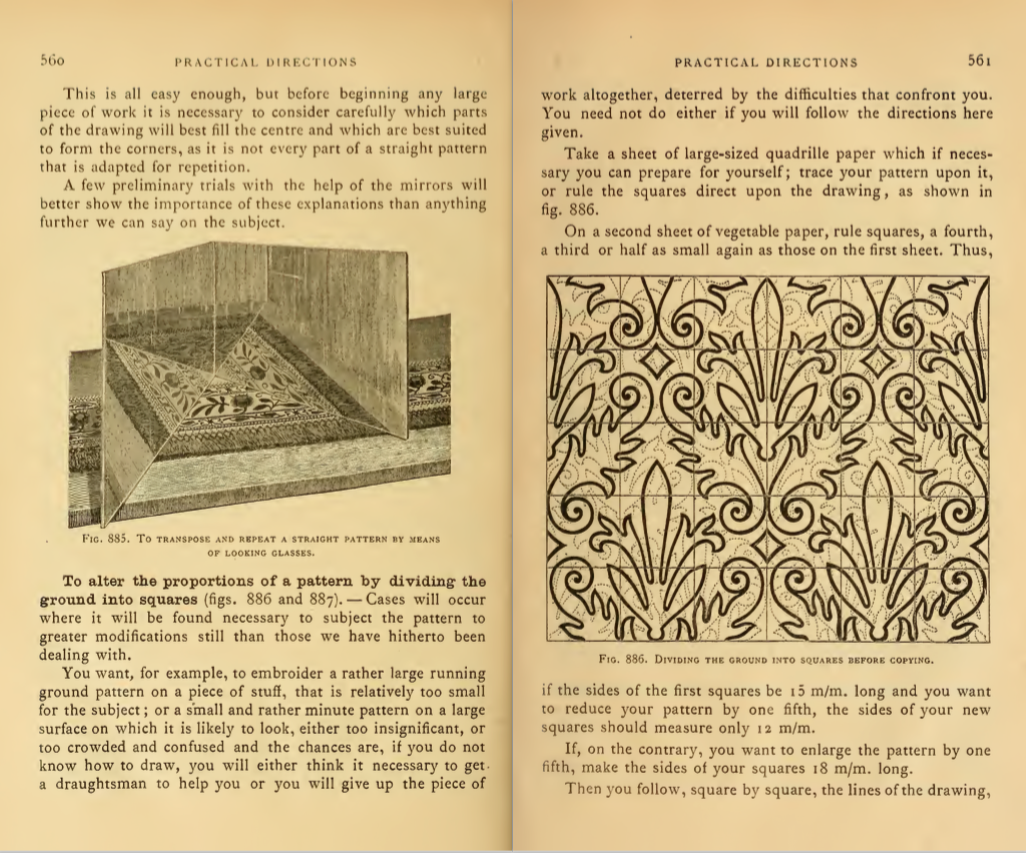 560
PRACTICAL DIRECTIONS
This is all easy enough, but before beginning any large
piece of work it is necessary to consider carefully which parts
of the drawing will best fill the centre and which are best suited
to form the corners, as it is not every part of a straight pattern
that is adapted for repetition.
A few preliminary trials with the help of the mirrors will
better show the importance of these explanations than anything
further we can say on the subject.
Fig. 885. To transpose and repeat a straight pattern by means
of looking glasses.
To alter the proportions of a pattern by dividing the
ground into squares (figs. 886 and 887). — Cases will occur
where it will be found necessary to subject the pattern to
greater modifications still than those we have hitherto been
dealing with.
You want, for example, to embroider a rather large running
ground pattern on a piece of stuff, that is relatively too small
for the subject; or a small and rather minute pattern on a large
surface on which it is likely to look, either too insignificant, or
too crowded and confused and the chances are, if you do not
know how to draw, you will either think it necessary to get
a draughtsman to help you or you will give up the piece of
PRACTICAL DIRECTIONS
561
work altogether, deterred by the difficulties that confront you.
You need not do either if you will follow the directions here
given.
Take a sheet of large-sized quadrille paper which if neces-
sary you can prepare for yourself; trace your pattern upon it,
or rule the squares direct upon the drawing, as shown in
fig. 886.
On a second sheet of vegetable paper, rule squares, a fourth,
a third or half as small again as those on the first sheet. Thus,
Fig. 886. Dividing the ground into squares before copying.
if the sides of the first squares be 15 m/m. long and you want
to reduce your pattern by one fifth, the sides of your new
squares should measure only 12 m/m.
If, on the contrary, you want to enlarge the pattern by one
fifth, make the sides of your squares 18 m/m. long.
Then you follow, square by square, the lines of the drawing,